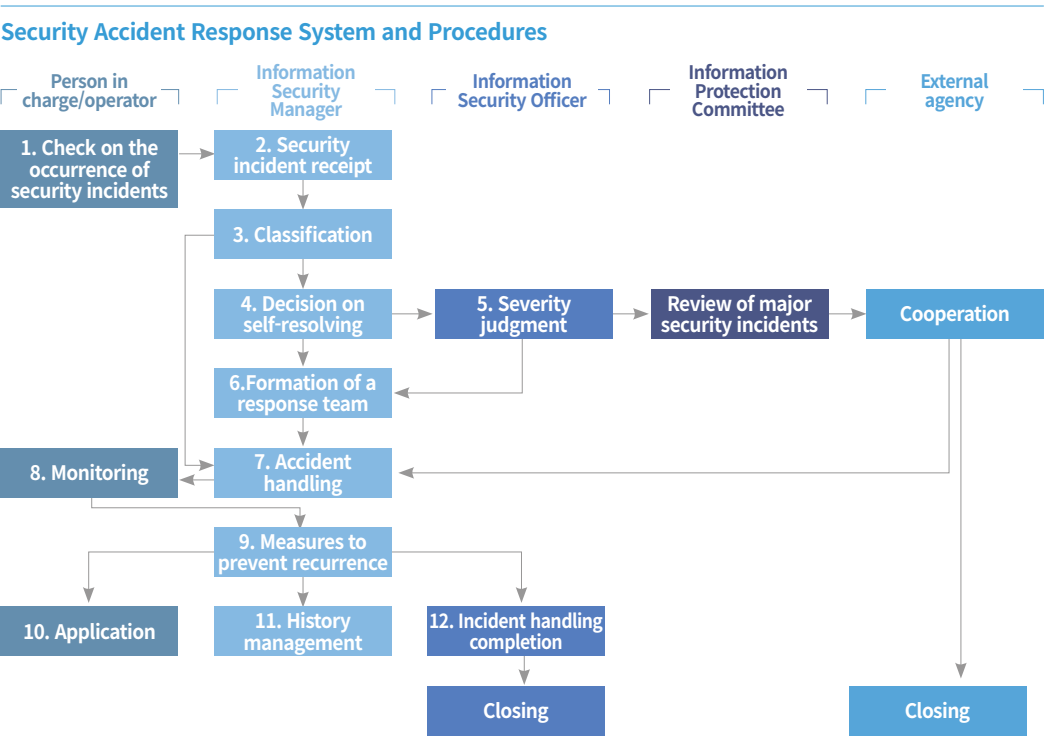 Security Accident Response System and Procedures
Person in
charge/operator
Information
Security
Manager
Information
Security Officer
Information
Protection
Committee
External
agency
1. Check on the
occurrence of
security incidents
2. Security
incident receipt
3. Classification
4. Decision on
self-resolving
5. Severity
judgment
Review of major
security incidents
Cooperation
6.Formation of a
response team
8. Monitoring
7. Accident
handling
9. Measures to
prevent recurrence
10. Application
11. History
management
12. Incident handling
completion
Closing
Closing